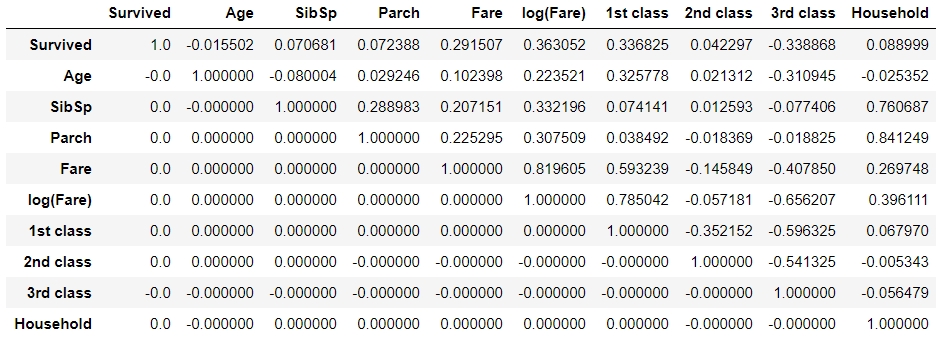 Survived Age SibSp Parch Fare log(Fare) 1st class 2nd class 3rd class Household
Survived 1.0 -0.015502 0.070681 0.072388 0.291507 0.363052 0.336825 0.042297 -0.338868 0.088999
Age -0.0 1.000000 -0.080004 0.029246 0.102398 0.223521 0.325778 0.021312 -0.310945 -0.025352
SibSp 0.0 -0.000000 1.000000 0.288983 0.207151 0.332196 0.074141 0.012593 -0.077406 0.760687
Parch 0.0 0.000000 0.000000 1.000000 0.225295 0.307509 0.038492 -0.018369 -0.018825 0.841249
Fare 0.0 0.000000 0.000000 0.000000 1.000000 0.819605 0.593239 -0.145849 -0.407850 0.269748
log(Fare) 0.0 0.000000 0.000000 0.000000 0.000000 1.000000 0.785042 -0.057181 -0.656207 0.396111
1st class 0.0 0.000000 0.000000 0.000000 0.000000 0.000000 1.000000 -0.352152 -0.596325 0.067970
2nd class 0.0 0.000000 0.000000 -0.000000 -0.000000 -0.000000 -0.000000 1.000000 -0.541325 -0.005343
3rd class -0.0 -0.000000 -0.000000 -0.000000 -0.000000 -0.000000 -0.000000 -0.000000 1.000000 -0.056479
Household 0.0 -0.000000 0.000000 0.000000 0.000000 0.000000 0.000000 -0.000000 -0.000000 1.000000